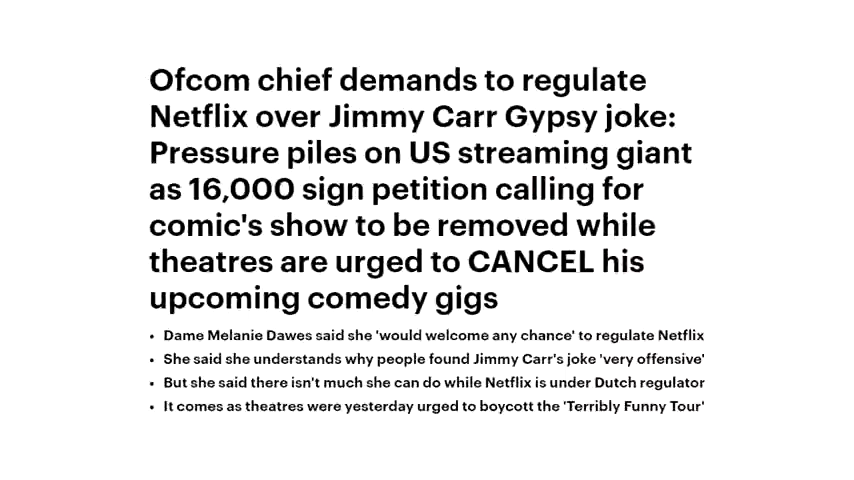 Ofcom chief demands to regulate
Netflix over Jimmy Carr Gypsy joke:
Pressure piles on US streaming giant
as 16,000 sign petition calling for
comic's show to be removed while
theatres are urged to CANCEL his
upcoming comedy gigs
• Dame Melanie Dawes said she 'would welcome any chance' to regulate Netflix
• She said she understands why people found Jimmy Carr's joke 'very offensive'
• But she said there isn't much she can do while Netflix is under Dutch regulator
• It comes as theatres were yesterday urged to boycott the 'Terribly Funny Tour'